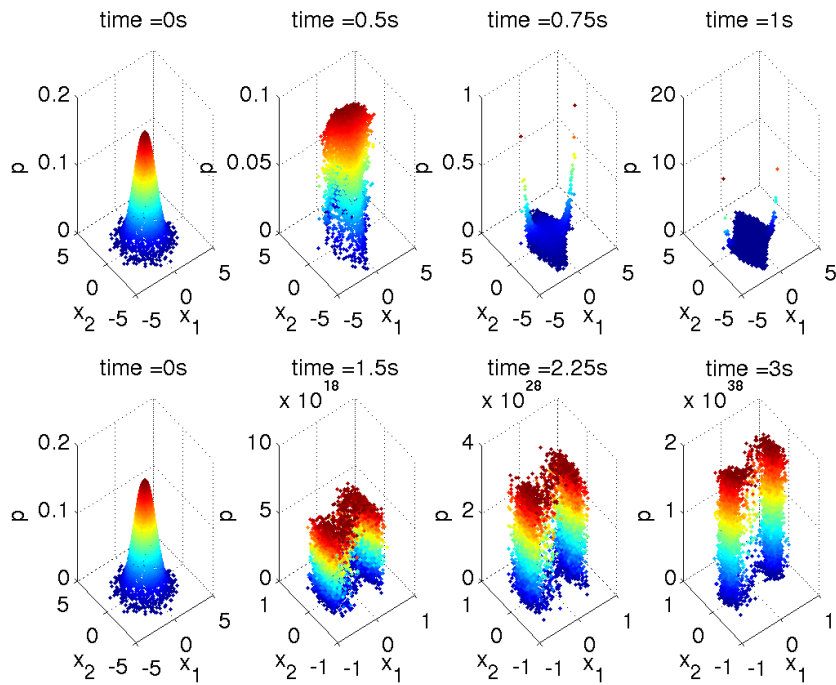 time =0s time =0.5s time =0.75s time =1s
0.2 0.1 1 20
p p p p
0.1 0.05 0.5 10
0 0 0 0
5 5 5 5
0 0 0 0
x2 -5 -5 0 x1 5 x2 -5 -5 0 x1 5 x2 -5 -5 0 x1 5 x2 -5 -5 0 x1 5
time =0s time =1.5s time =2.25s time =3s
x 10^18 x 10^28 x 10^38
0.2 10 4 2
p p p p
0.1 5 2 1
0 0 0 0
5 1 1 1
0 0 0 0
x2 -5 -5 0 x1 5 x2 -1 -1 0 x1 1 x2 -1 -1 0 x1 1 x2 -1 -1 0 x1 1